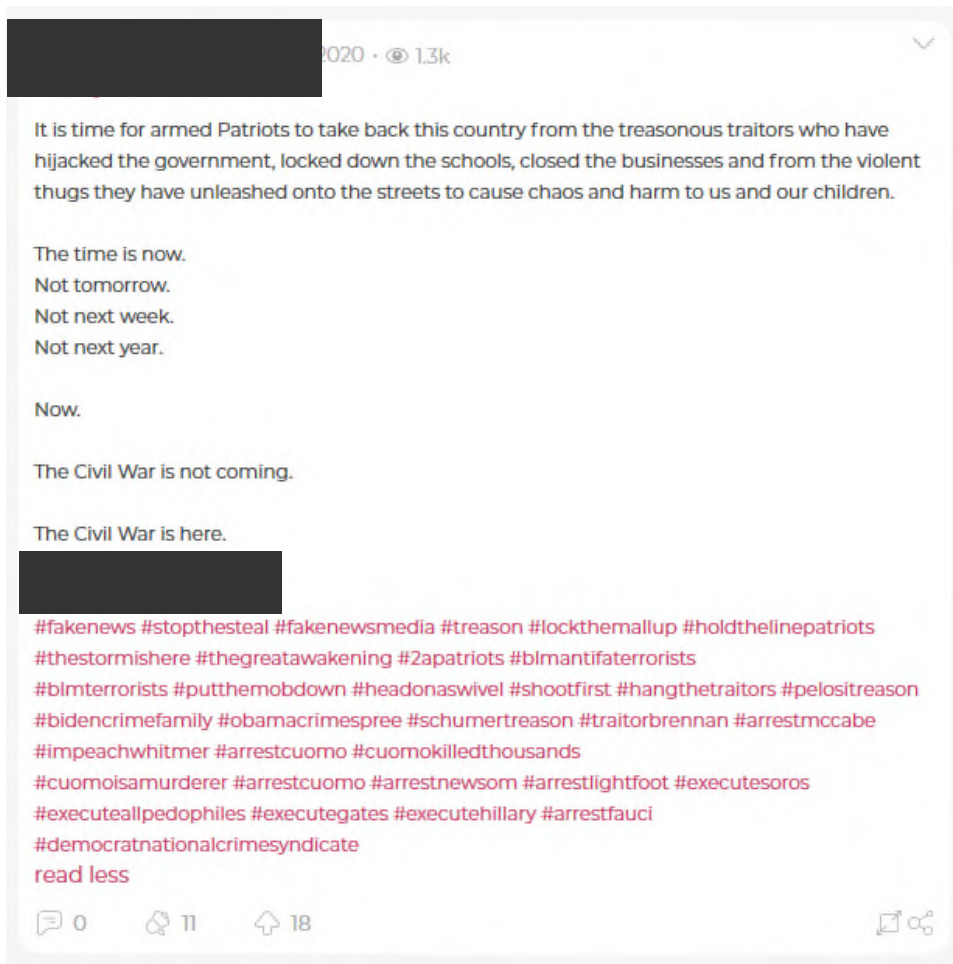 2020 • 1.3k
It is time for armed Patriots to take back this country from the treasonous traitors who have
hijacked the government, locked down the schools, closed the businesses and from the violent
thugs they have unleashed onto the streets to cause chaos and harm to us and our children.
The time is now.
Not tomorrow.
Not next week.
Not next year.
Now.
The Civil War is not coming.
The Civil War is here.
#fakenews #stopthesteal #fakenewsmedia #treason #lockthemallup #holdthelinepatriots
#thestormishere #thegreatawakening #2apatriots #blmantifaterrorists
#blmterrorists #putthemobdown #headonaswivel #shootfirst #hangthetraitors #pelositreason
#bidencrimefamily #obamacrimespree #schumertreason #traitorbrennan #arrestmccabe
#impeachwhitmer #arrestcuomo #cuomokilledthousands
#cuomoisamurderer #arrestcuomo #arrestnewsom #arrestlightfoot #executesoros
#executeallpedophiles #executegates #executehillary #arrestfauci
#democratnationalcrimesyndicate
read less
0 11 18